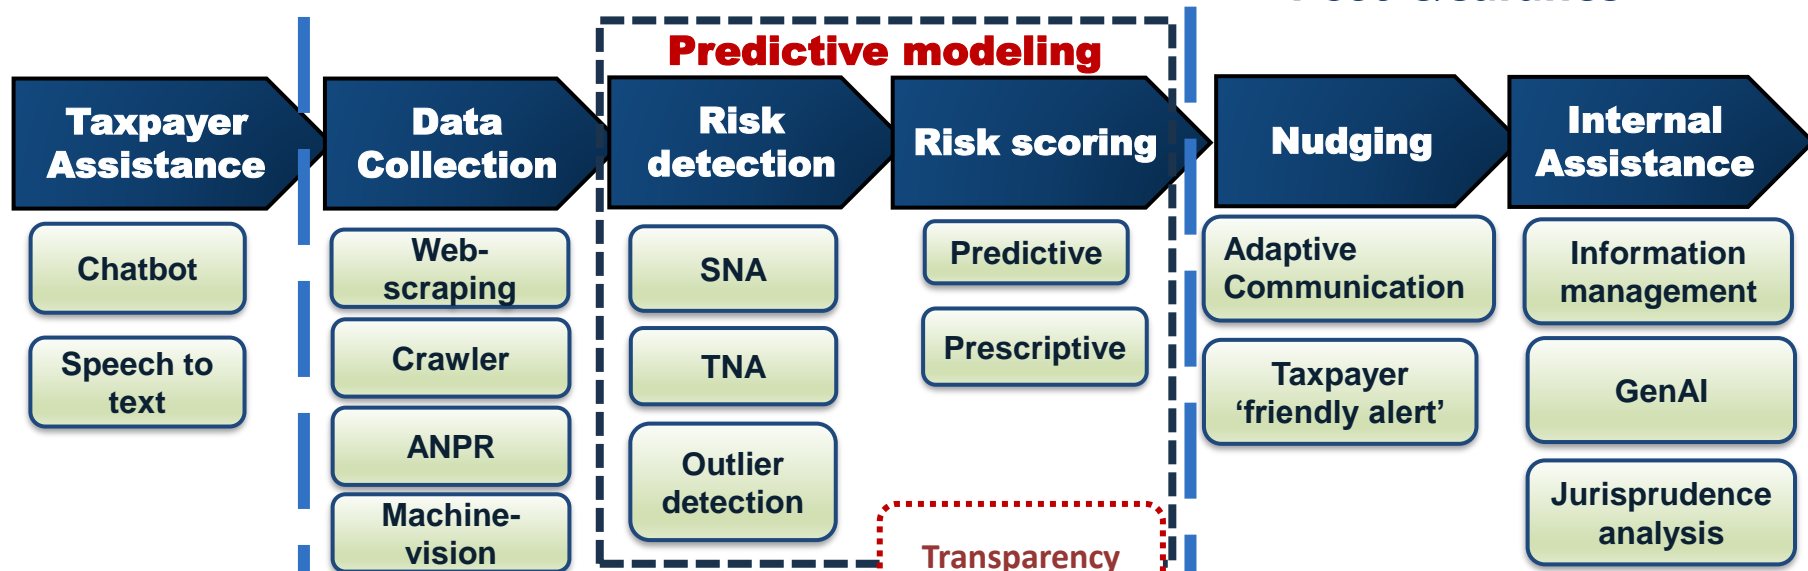 Predictive modeling
Taxpayer
Assistance
Data
Collection
Risk
detection
Risk scoring
Nudging
Internal
Assistance
Chatbot
Speech to
text
Web-
scraping
Crawler
ANPR
Machine-
vision
SNA
TNA
Outlier
detection
Predictive
Prescriptive
Transparency
Adaptive
Communication
Taxpayer
‘friendly alert’
Information
management
GenAI
Jurisprudence
analysis